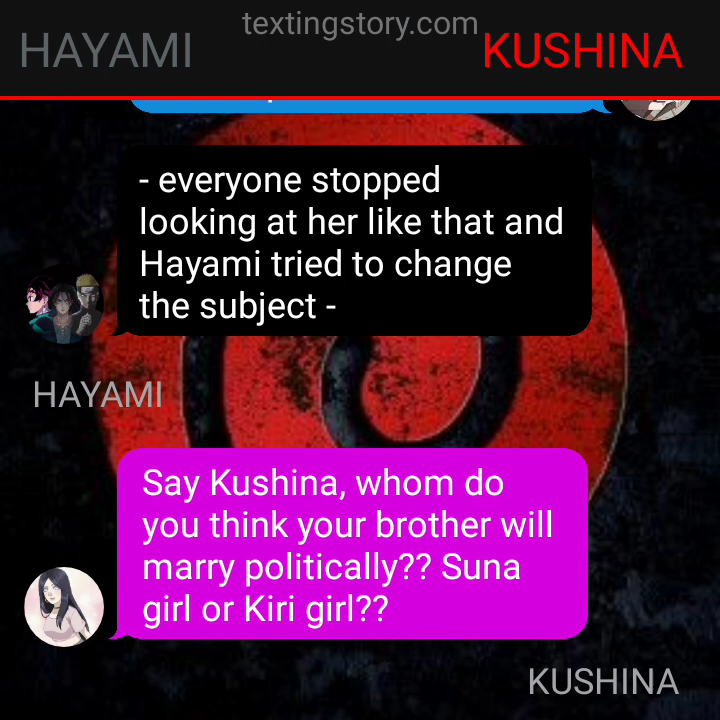 textingstory.com
HAYAMI
KUSHINA
- everyone stopped
looking at her like that and
Hayami tried to change
the subject -
HAYAMI
Say Kushina, whom do
you think your brother will
marry politically?? Suna
girl or Kiri girl??
KUSHINA